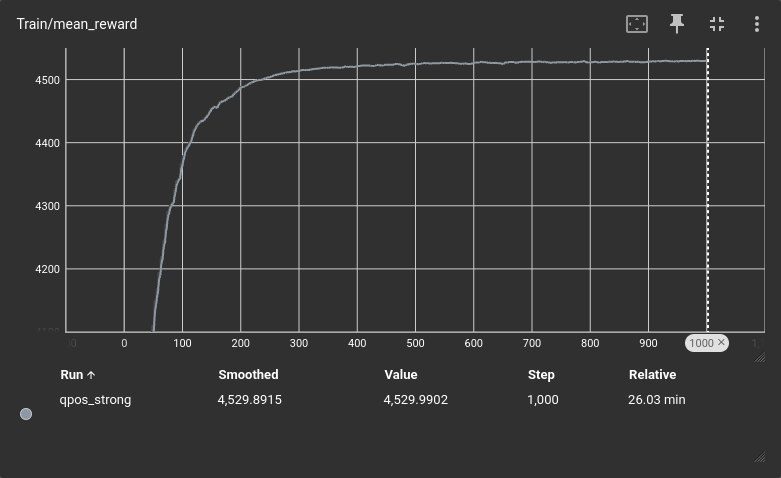 Train/mean_reward
4500
4400
4300
4200
0 100 200 300 400 500 600 700 800 900 1000 ✕
Run ↑ Smoothed Value Step Relative
qpos_strong 4,529.8915 4,529.9902 1,000 26.03 min